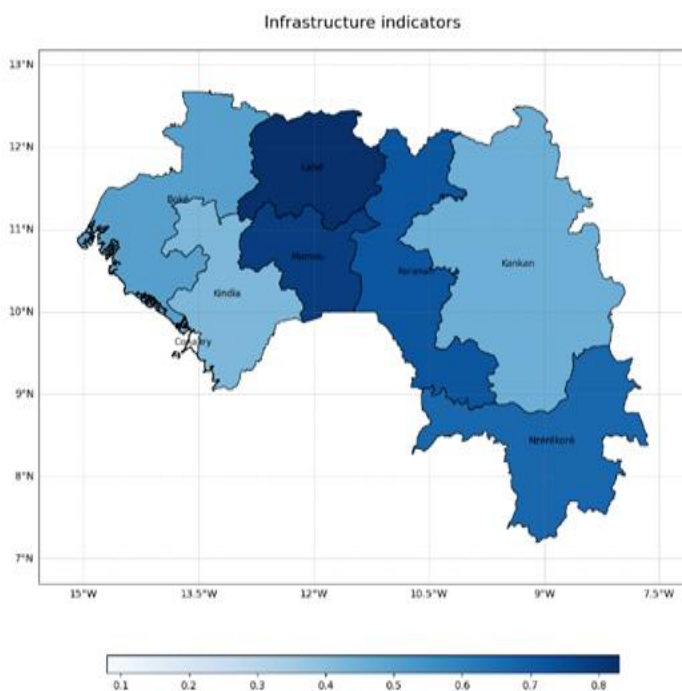 Infrastructure indicators
13°N
12°N
11°N
10°N
9°N
8°N
7°N
Labé
Boké
Mamou
Faranah
Kankan
Kindia
Conakry
Nzérékoré
15°W
13.5°W
12°W
10.5°W
9°W
7.5°W
0.1
0.2
0.3
0.4
0.5
0.6
0.7
0.8